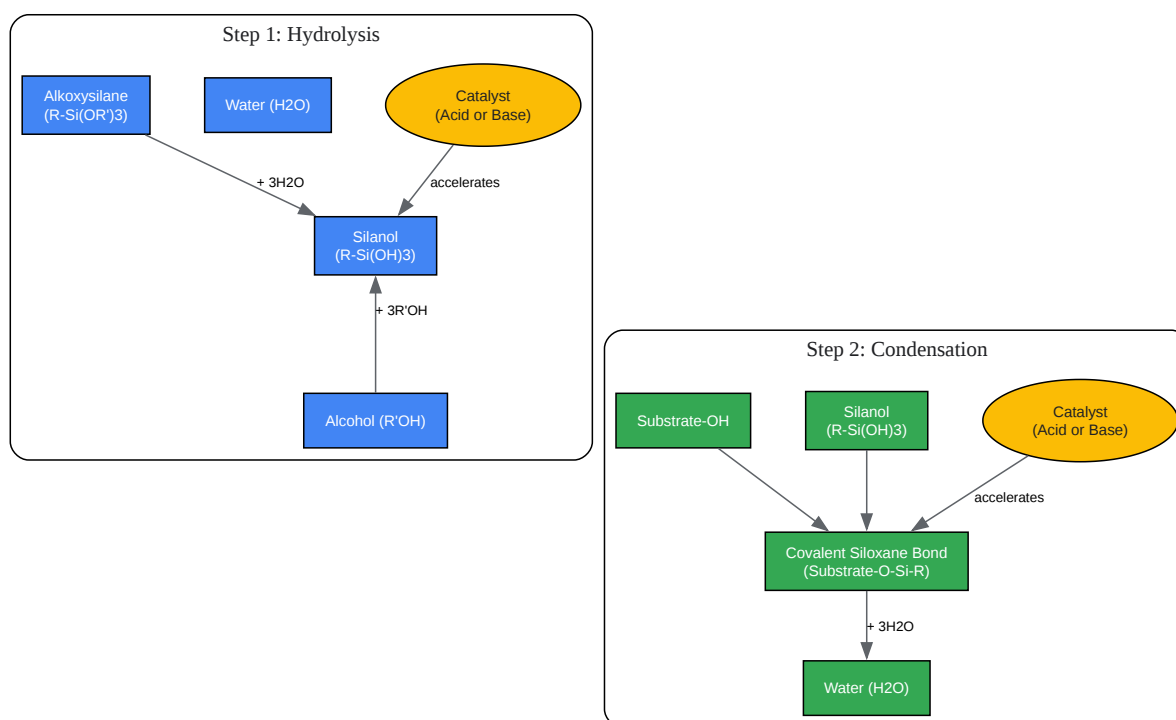 Step 1: Hydrolysis
Alkoxysilane
(R-Si(OR')3)
Water (H2O)
Catalyst
(Acid or Base)
+ 3H2O
accelerates
Silanol
(R-Si(OH)3)
+ 3R'OH
Alcohol (R'OH)
Step 2: Condensation
Substrate-OH
Silanol
(R-Si(OH)3)
Catalyst
(Acid or Base)
accelerates
Covalent Siloxane Bond
(Substrate-O-Si-R)
+ 3H2O
Water (H2O)